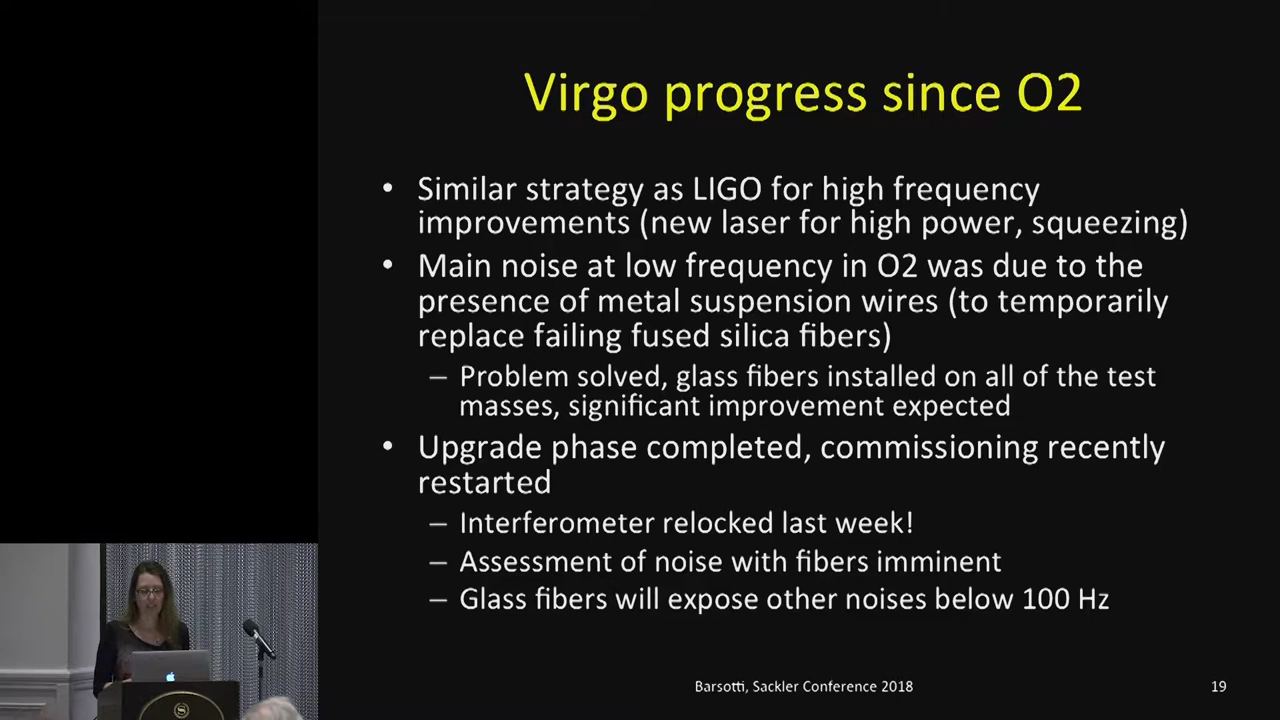 Virgo progress since O2
• Similar strategy as LIGO for high frequency
improvements (new laser for high power, squeezing)
• Main noise at low frequency in O2 was due to the
presence of metal suspension wires (to temporarily
replace failing fused silica fibers)
– Problem solved, glass fibers installed on all of the test
masses, significant improvement expected
• Upgrade phase completed, commissioning recently
restarted
– Interferometer relocked last week!
– Assessment of noise with fibers imminent
– Glass fibers will expose other noises below 100 Hz
Barsotti, Sackler Conference 2018
19